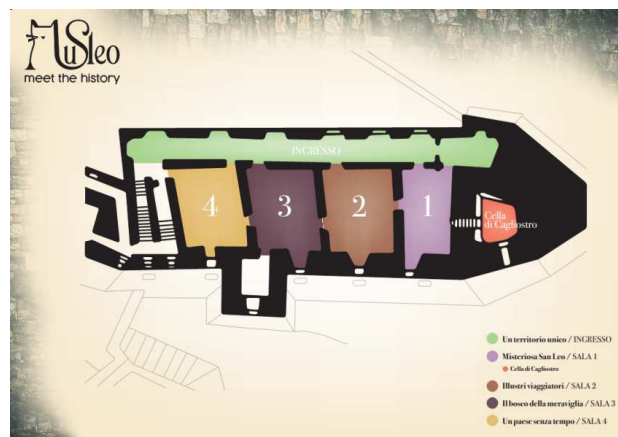 MuSleo
meet the history
INGRESSO
4
3
2
1
Cella
di Cagliostro
Un territorio unico / INGRESSO
Misteriosa San Leo / SALA 1
Cella di Cagliostro
Illustri viaggiatori / SALA 2
Il bosco della meraviglia / SALA 3
Un paese senza tempo / SALA 4